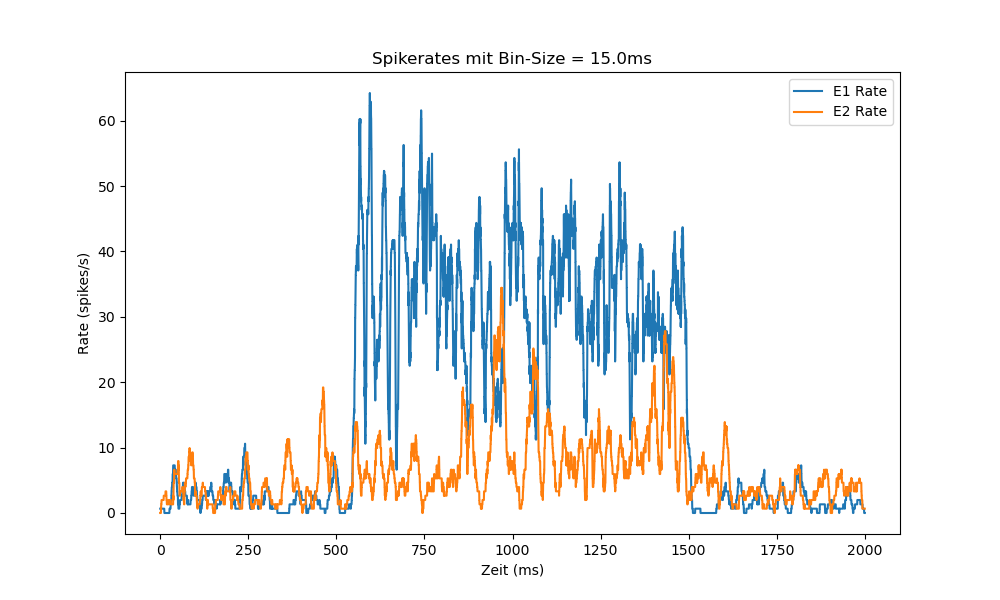 Spikerates mit Bin-Size = 15.0ms
E1 Rate
E2 Rate
Rate (spikes/s)
60
50
40
30
20
10
0
0 250 500 750 1000 1250 1500 1750 2000
Zeit (ms)